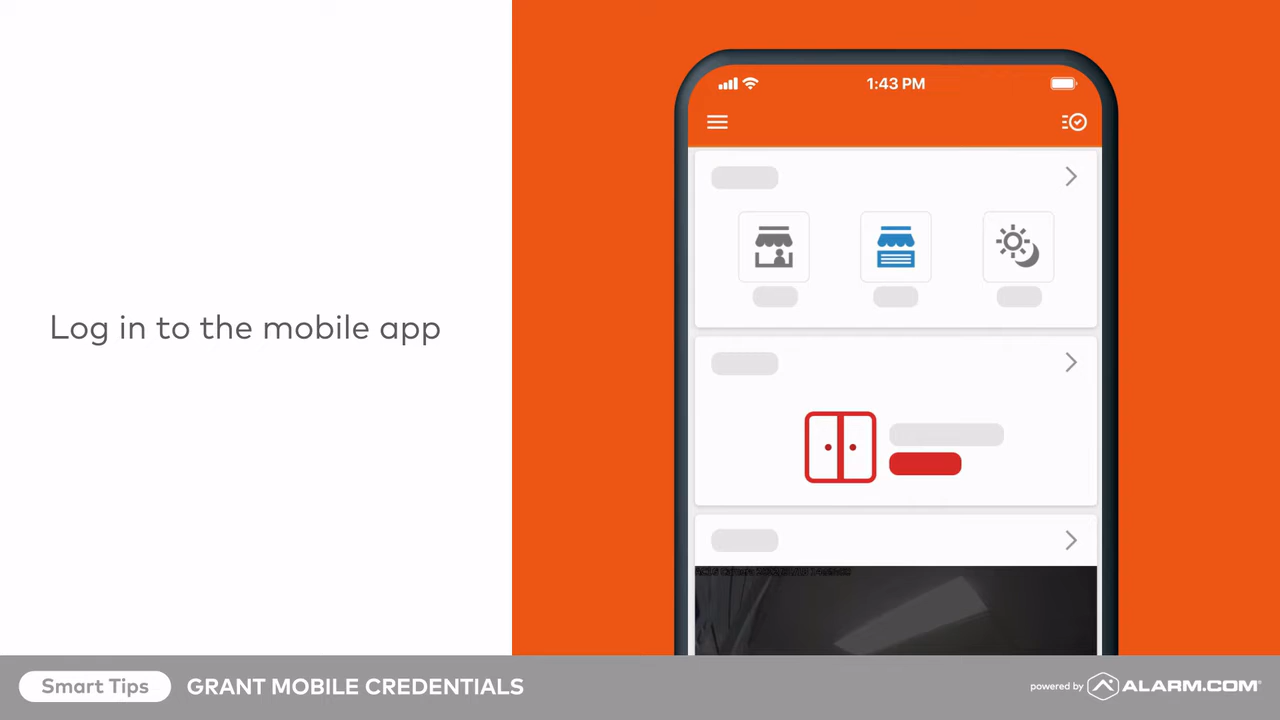 Log in to the mobile app
1:43 PM
Smart Tips
GRANT MOBILE CREDENTIALS
powered by ALARM.COM®